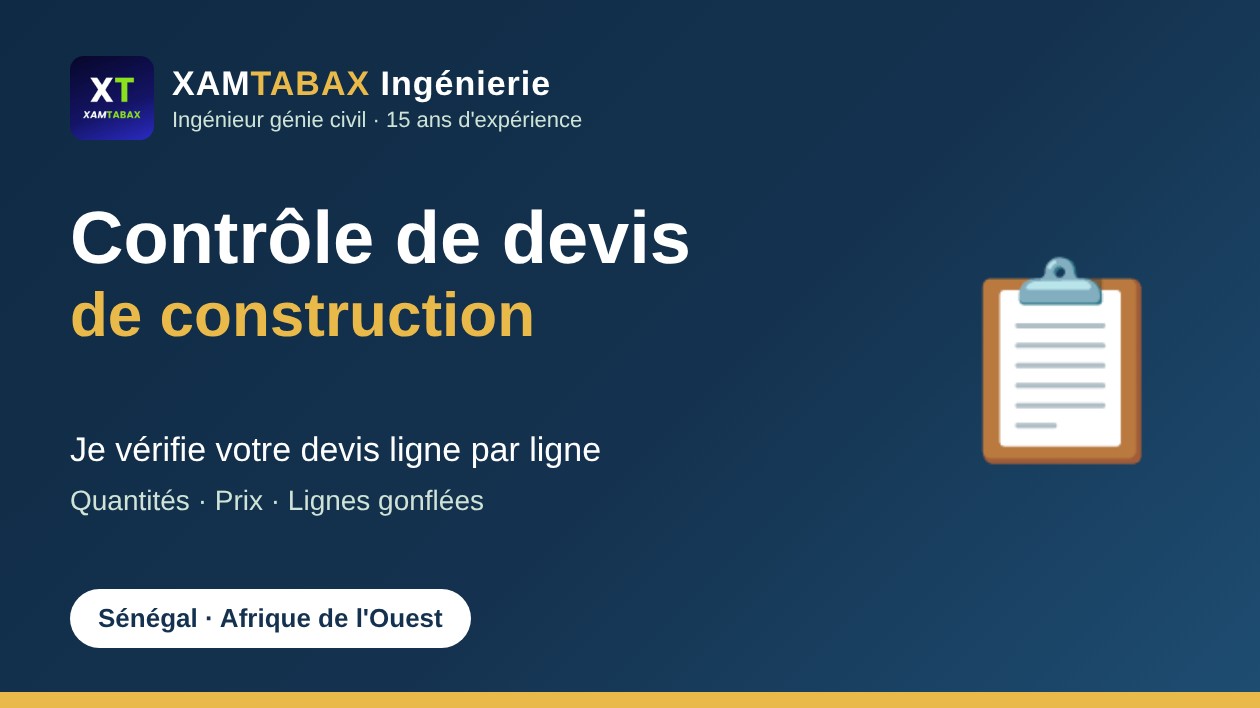 XT
XAMTABAX
XAMTABAX Ingénierie
Ingénieur génie civil · 15 ans d'expérience
Contrôle de devis
de construction
Je vérifie votre devis ligne par ligne
Quantités · Prix · Lignes gonflées
Sénégal · Afrique de l'Ouest